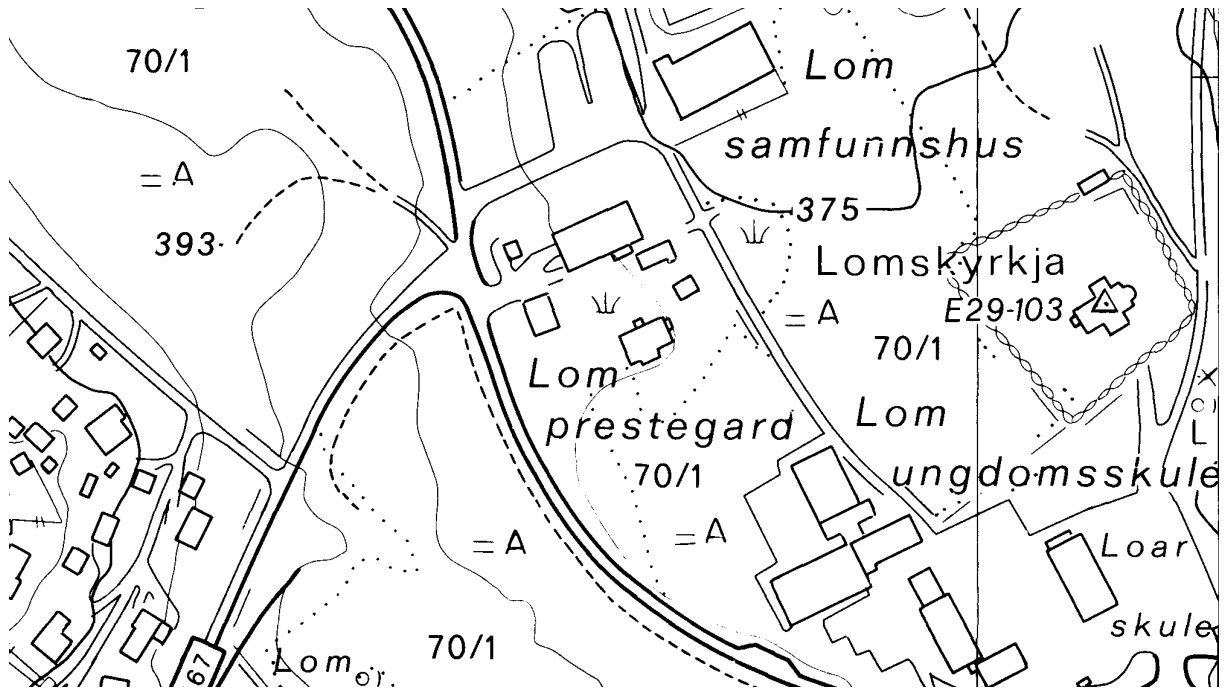 70/1
Lom
samfunnshus
= A
375
393
Lomskyrkja
E29-103
= A
70/1
Lom
prestegard
Lom
ungdomsskule
70/1
L
= A
= A
Loar
skule
70/1
Lom
67